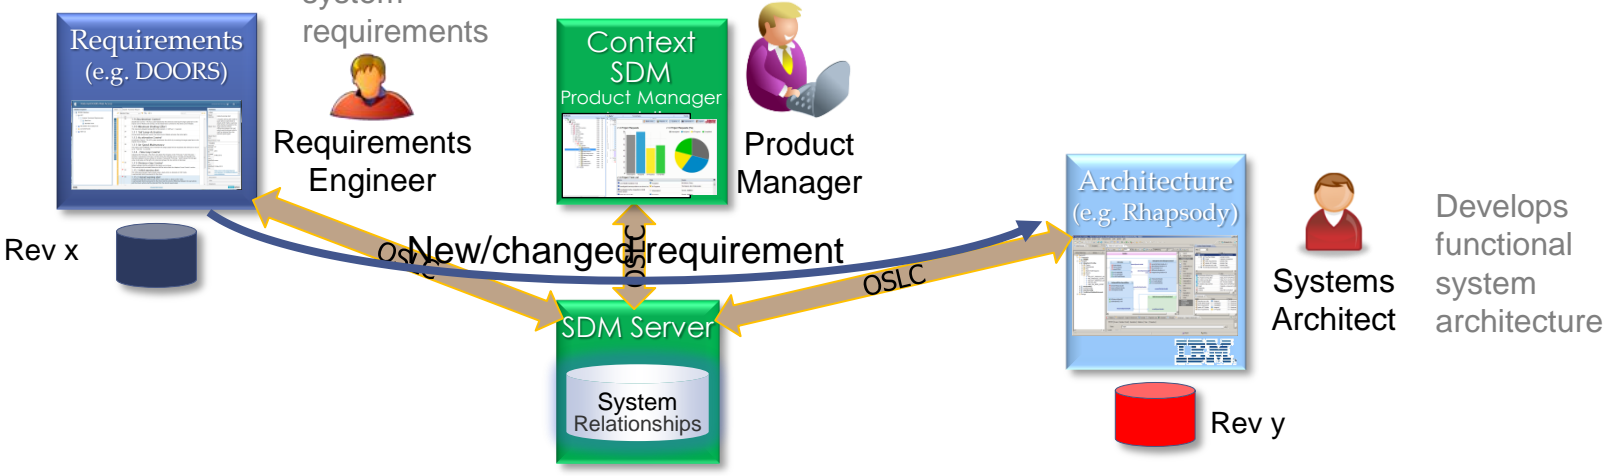 system
requirements
Requirements
(e.g. DOORS)
Requirements
Engineer
Rev x
Context
SDM
Product Manager
Product
Manager
New/changed requirement
OSLC
OSLC
OSLC
SDM Server
System
Relationships
Architecture
(e.g. Rhapsody)
IBM
Systems
Architect
Develops
functional
system
architecture
Rev y